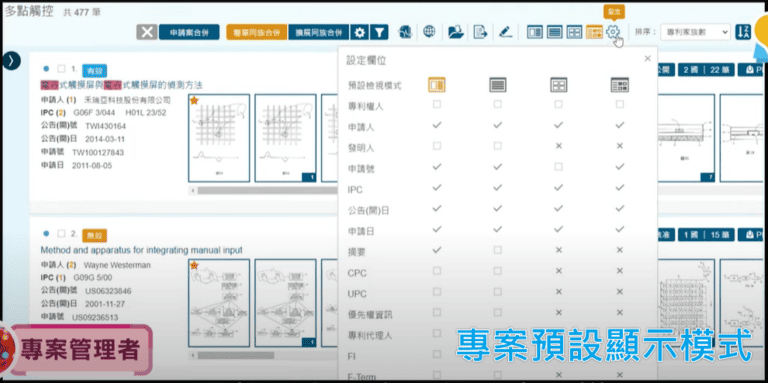 多點觸控 共 477 筆
設定
申請案合併 簡單同族合併 擴展同族合併 排序： 專利家族數
1. 有效
電容式觸摸屏與電容式觸摸屏的偵測方法
申請人 (1) 禾瑞亞科技股份有限公司
IPC (2) G06F 3/044 H01L 23/52
公告(開)號 TWI430164
公告(開)日 2014-03-11
申請號 TW100127843
申請日 2011-08-05
1
公開 2 國 | 22 筆
7
2. 無效
Method and apparatus for integrating manual input
申請人 (2) Wayne Westerman
IPC (1) G09G 5/00
公告(開)號 US06323846
公告(開)日 2001-11-27
申請號 US09236513
1 國 | 15 筆
設定欄位
預設檢視模式
專利權人
申請人
發明人
申請號
IPC
公告(開)日
申請日
摘要
CPC
UPC
優先權資訊
專利代理人
FI
F-Term
專案管理者
專案預設顯示模式